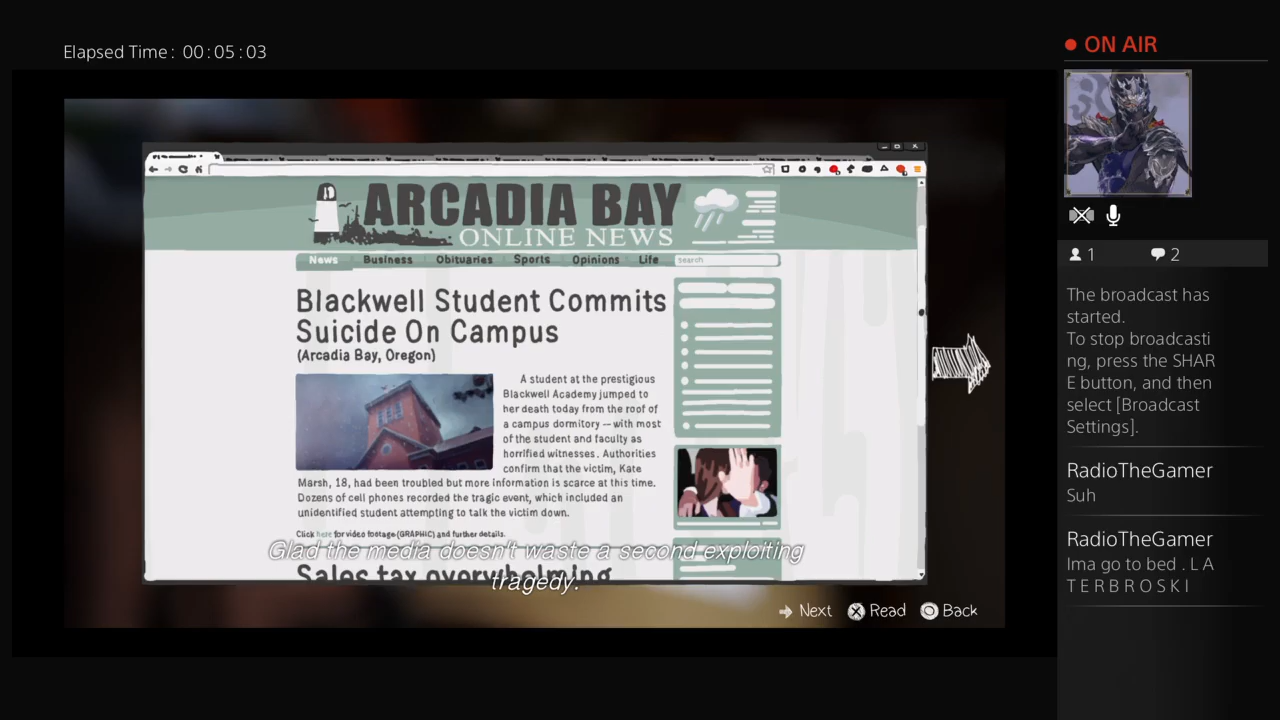 Elapsed Time: 00:05:03
ON AIR
ARCADIA BAY
ONLINE NEWS
News Business Obituaries Sports Opinions Life search
Blackwell Student Commits
Suicide On Campus
(Arcadia Bay, Oregon)
A student at the prestigious
Blackwell Academy jumped to
her death today from the roof of
a campus dormitory — with most
of the student and faculty as
horrified witnesses. Authorities
confirm that the victim, Kate
Marsh, 18, had been troubled but more information is scarce at this time.
Dozens of cell phones recorded the tragic event, which included an
unidentified student attempting to talk the victim down.
Click here for video footage (GRAPHIC) and further details.
Glad the media doesn't waste a second exploiting
tragedy.
Sales tax overwhelming
Next Read Back
1 2
The broadcast has
started.
To stop broadcasti
ng, press the SHAR
E button, and then
select [Broadcast
Settings].
RadioTheGamer
Suh
RadioTheGamer
Ima go to bed . L A
T E R B R O S K I